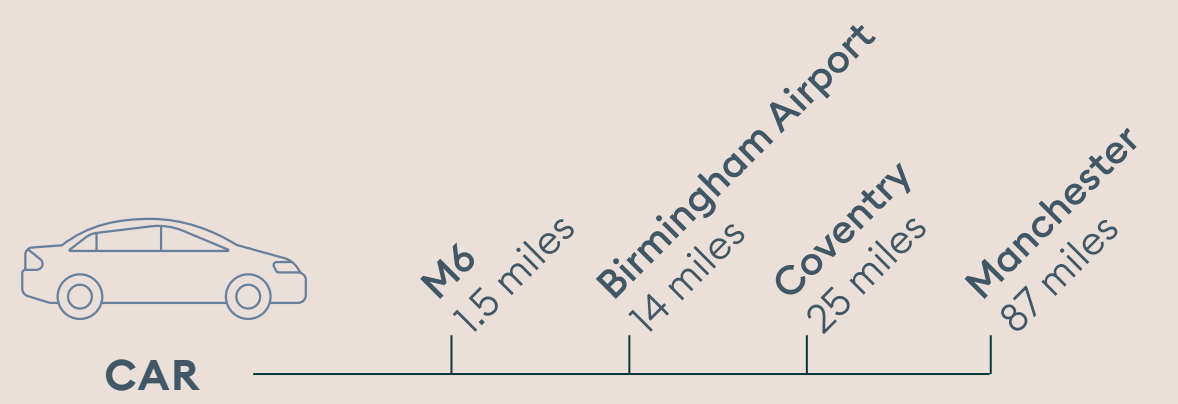 M6
1.5 miles
Birmingham Airport
14 miles
Coventry
25 miles
Manchester
87 miles
CAR